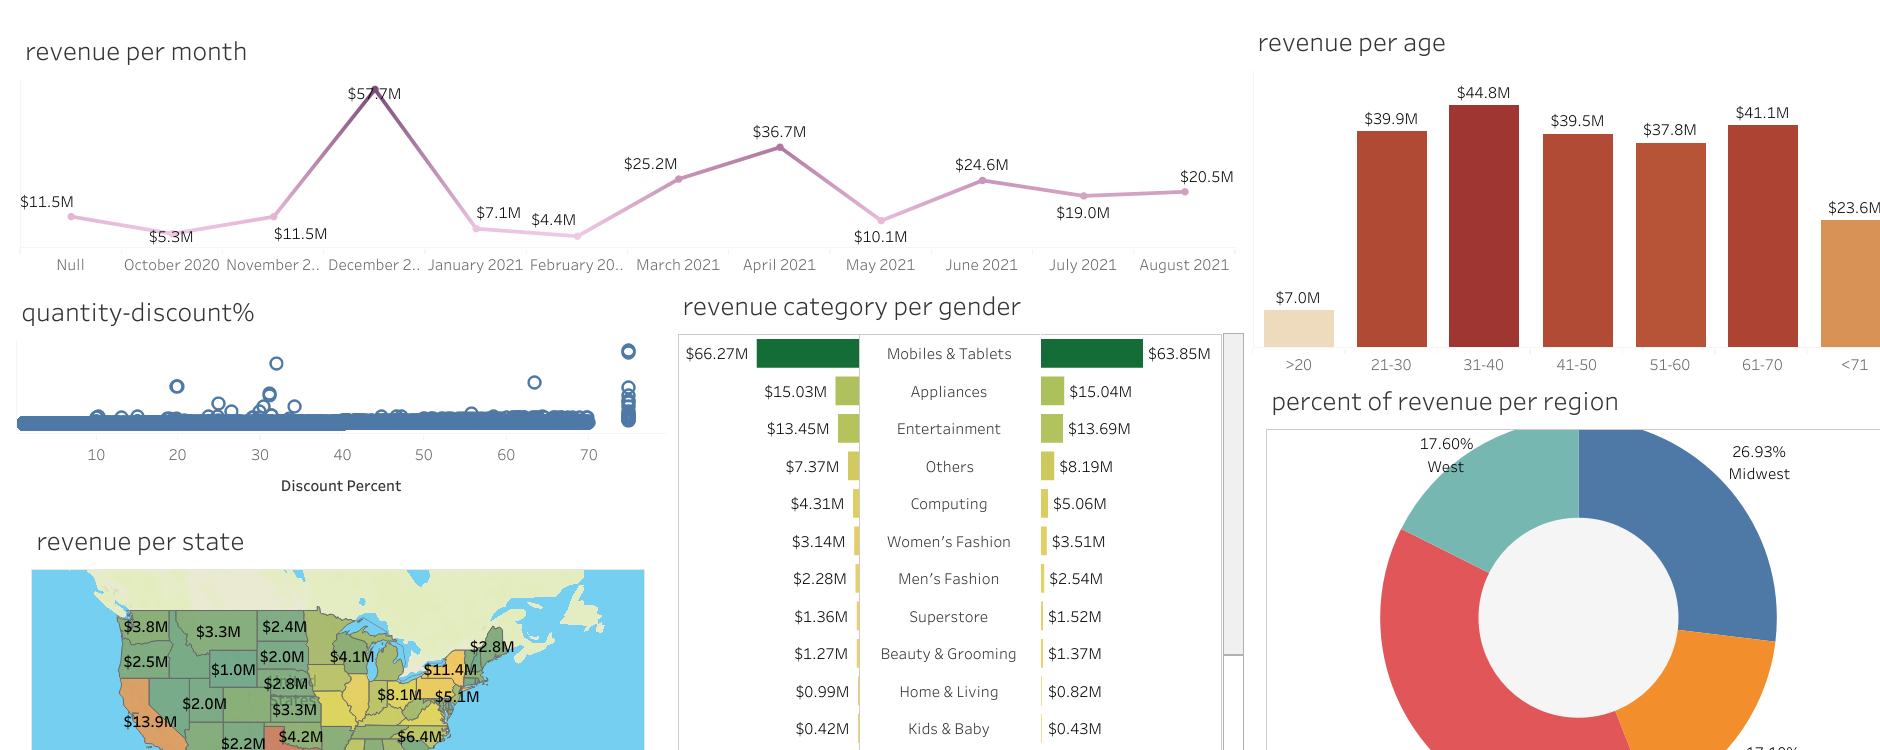 revenue per month
$57.7M
$36.7M
$25.2M
$24.6M
$20.5M
$11.5M
$7.1M
$4.4M
$19.0M
$5.3M
$11.5M
$10.1M
Null
October 2020
November 2..
December 2..
January 2021
February 20..
March 2021
April 2021
May 2021
June 2021
July 2021
August 2021
revenue per age
$44.8M
$39.9M
$39.5M
$37.8M
$41.1M
$23.6M
$7.0M
>20
21-30
31-40
41-50
51-60
61-70
<71
quantity-discount%
10
20
30
40
50
60
70
Discount Percent
revenue category per gender
$66.27M Mobiles & Tablets $63.85M
$15.03M Appliances $15.04M
$13.45M Entertainment $13.69M
$7.37M Others $8.19M
$4.31M Computing $5.06M
$3.14M Women's Fashion $3.51M
$2.28M Men's Fashion $2.54M
$1.36M Superstore $1.52M
$1.27M Beauty & Grooming $1.37M
$0.99M Home & Living $0.82M
$0.42M Kids & Baby $0.43M
percent of revenue per region
17.60%
West
26.93%
Midwest
revenue per state
$3.8M
$3.3M
$2.4M
$2.8M
$2.5M
$1.0M
$2.0M
$4.1M
$11.4M
United
States
$2.8M
$8.1M
$5.1M
$2.0M
$3.3M
$13.9M
$2.2M
$4.2M
$6.4M